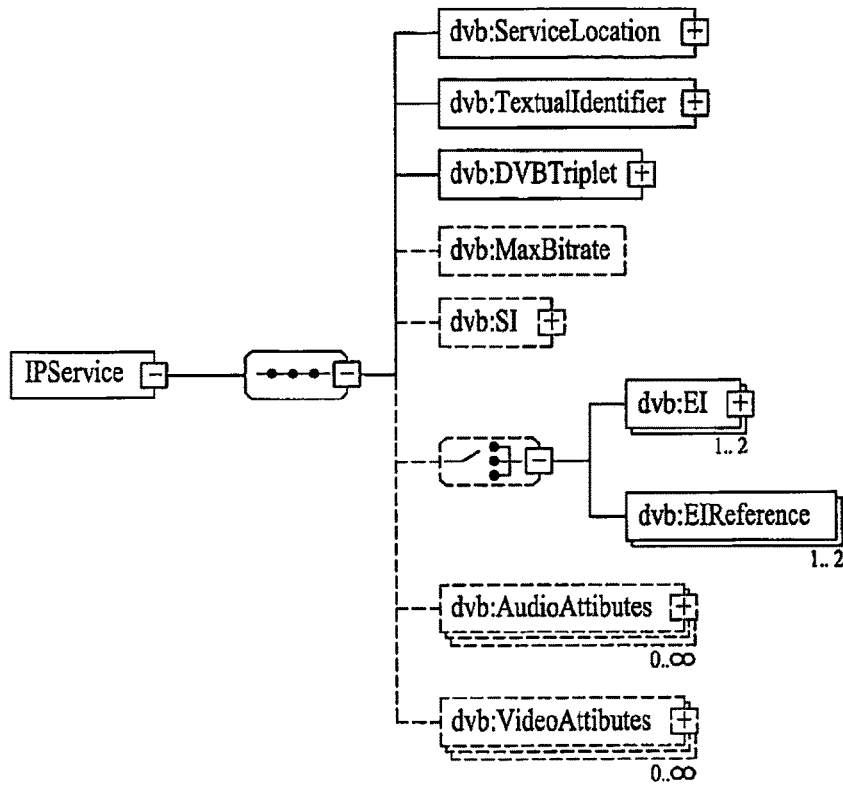 dvb:ServiceLocation
dvb:TextualIdentifier
dvb:DVBTriplet
dvb:MaxBitrate
dvb:SI
IPService
dvb:EI
1.. 2
dvb:EIReference
1.. 2
dvb:AudioAttibutes
0..∞
dvb:VideoAttibutes
0..∞